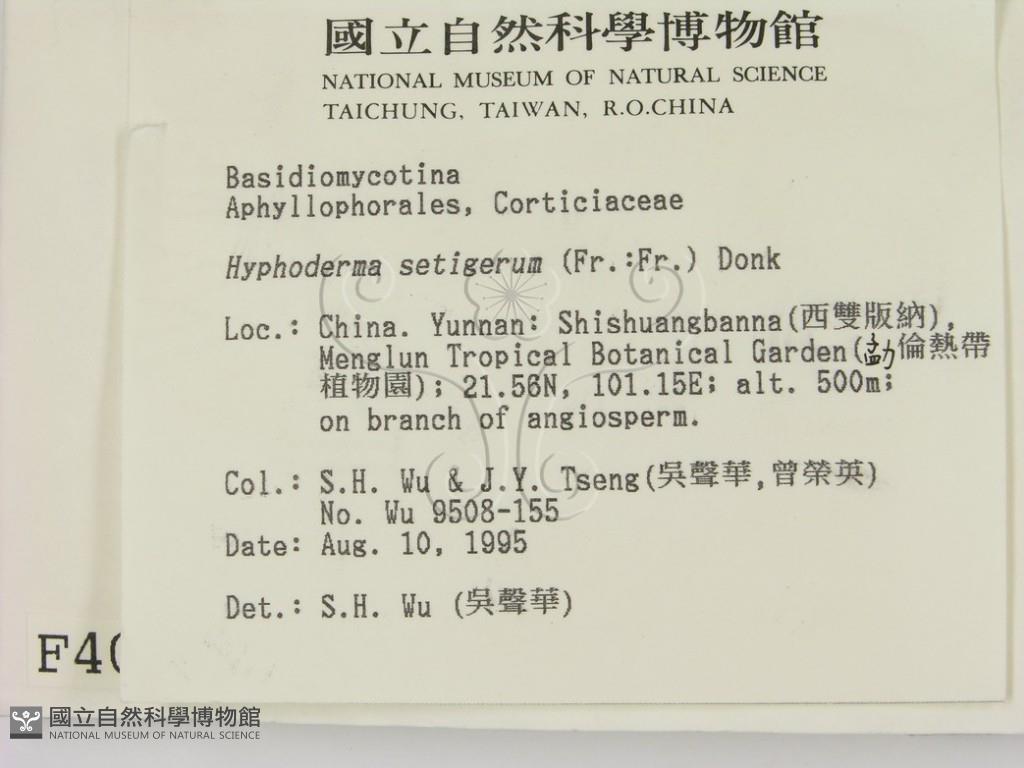 國立自然科學博物館
NATIONAL MUSEUM OF NATURAL SCIENCE
TAICHUNG, TAIWAN, R.O.CHINA
Basidiomycotina
Aphyllophorales, Corticiaceae
Hyphoderma setigerum (Fr.:Fr.) Donk
Loc.: China. Yunnan: Shishuangbanna(西雙版納),
Menglun Tropical Botanical Garden(勐倫熱帶
植物園); 21.56N, 101.15E; alt. 500m;
on branch of angiosperm.
Col.: S.H. Wu & J.Y. Tseng(吳聲華,曾榮英)
No. Wu 9508-155
Date: Aug. 10, 1995
Det.: S.H. Wu (吳聲華)
F40
國立自然科學博物館
NATIONAL MUSEUM OF NATURAL SCIENCE